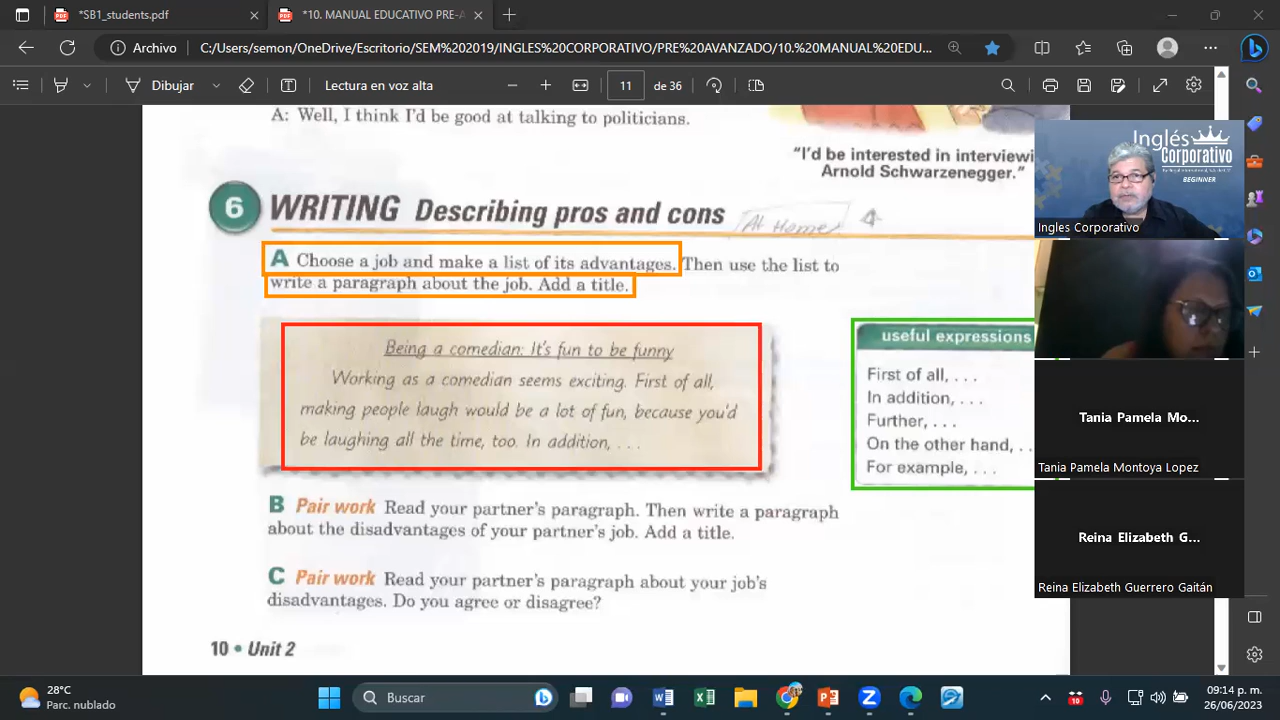 *SB1_students.pdf
*10. MANUAL EDUCATIVO PRE-A
Archivo
C:/Users/semon/OneDrive/Escritorio/SEM%202019/INGLES%20CORPORATIVO/PRE%20AVANZADO/10.%20MANUAL%20EDU...
Dibujar
Lectura en voz alta
11
de 36
A: Well, I think I'd be good at talking to politicians.
"I'd be interested in interviewi
Arnold Schwarzenegger."
6 WRITING Describing pros and cons
At Home
A Choose a job and make a list of its advantages. Then use the list to
write a paragraph about the job. Add a title.
Being a comedian: It's fun to be funny
Working as a comedian seems exciting. First of all,
making people laugh would be a lot of fun, because you'd
be laughing all the time, too. In addition, . . .
useful expressions
First of all, . . .
In addition, . . .
Further, . . .
On the other hand, . .
For example, . . .
B Pair work Read your partner's paragraph. Then write a paragraph
about the disadvantages of your partner's job. Add a title.
C Pair work Read your partner's paragraph about your job's
disadvantages. Do you agree or disagree?
10 • Unit 2
Inglés
Corporativo
BEGINNER
Ingles Corporativo
Tania Pamela Mo...
Tania Pamela Montoya Lopez
Reina Elizabeth G...
Reina Elizabeth Guerrero Gaitán
28°C
Parc. nublado
Buscar
10
09:14 p. m.
26/06/2023